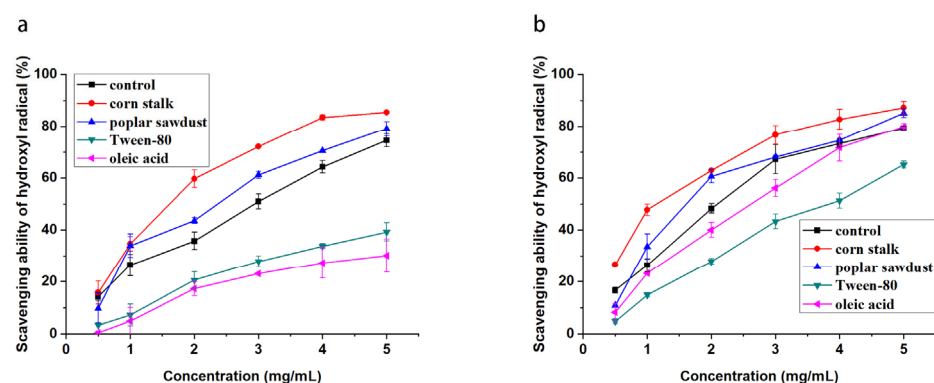 a
Scavenging ability of hydroxyl radical (%)
100
80
60
40
20
0
control
corn stalk
poplar sawdust
Tween-80
oleic acid
0 1 2 3 4 5
Concentration (mg/mL)
b
Scavenging ability of hydroxyl radical (%)
100
80
60
40
20
0
control
corn stalk
poplar sawdust
Tween-80
oleic acid
0 1 2 3 4 5
Concentration (mg/mL)